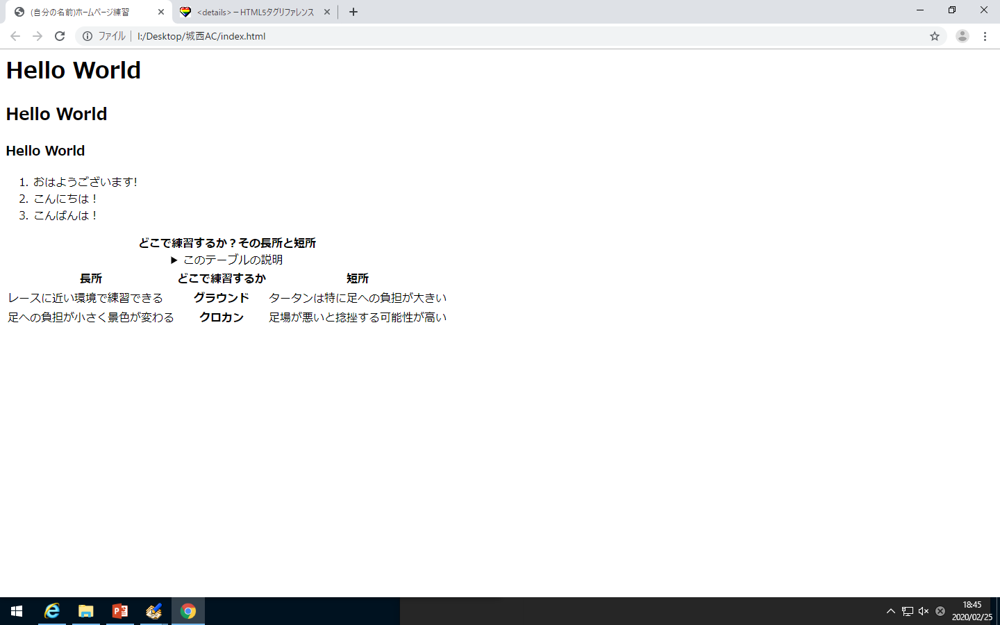 (自分の名前)ホームページ練習
<details>－HTML5タグリファレンス
ファイル
I:/Desktop/城西AC/index.html
Hello World
Hello World
Hello World
1. おはようございます!
2. こんにちは！
3. こんばんは！
どこで練習するか？その長所と短所
▶ このテーブルの説明
長所 どこで練習するか 短所
レースに近い環境で練習できる グラウンド タータンは特に足への負担が大きい
足への負担が小さく景色が変わる クロカン 足場が悪いと捻挫する可能性が高い
18:45
2020/02/25